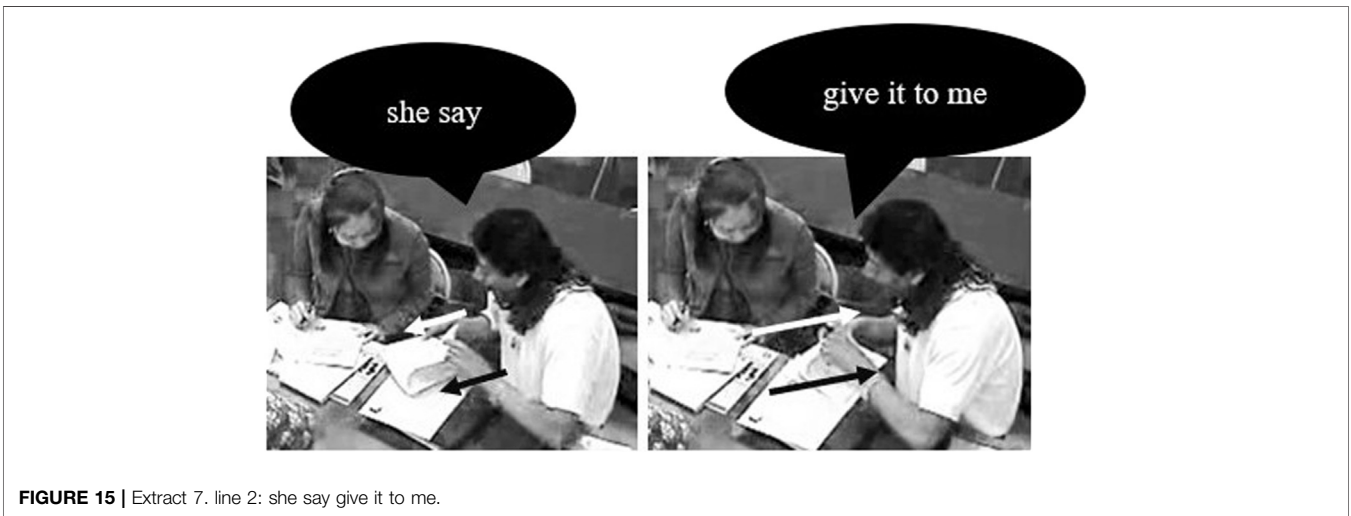 she say
give it to me
FIGURE 15 | Extract 7. line 2: she say give it to me.